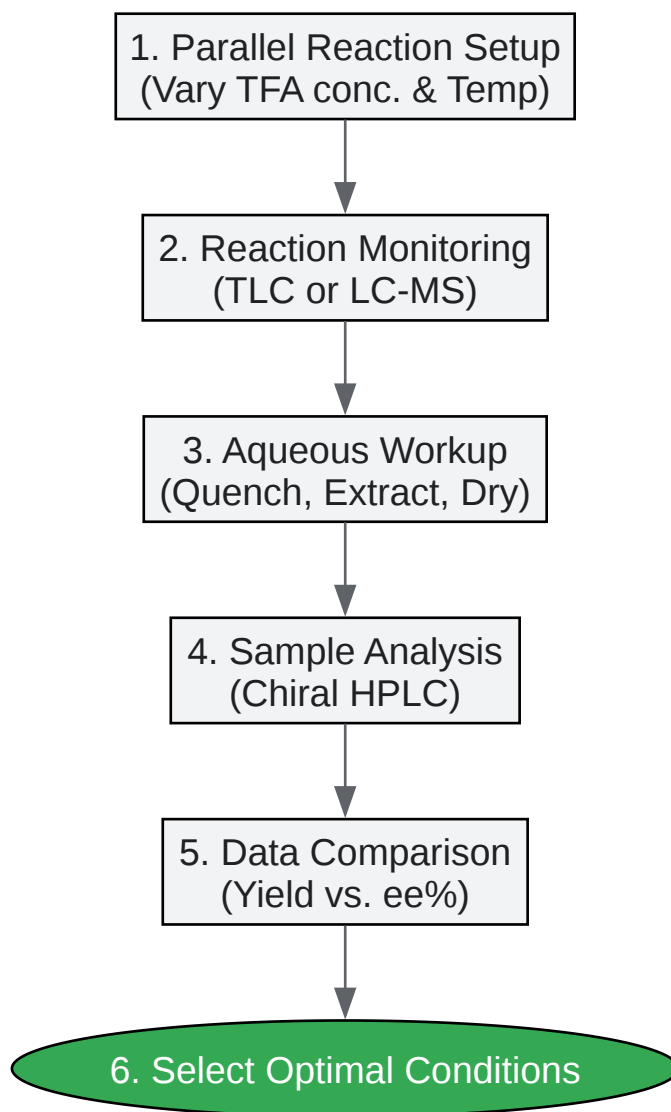 1. Parallel Reaction Setup
(Vary TFA conc. & Temp)
2. Reaction Monitoring
(TLC or LC-MS)
3. Aqueous Workup
(Quench, Extract, Dry)
4. Sample Analysis
(Chiral HPLC)
5. Data Comparison
(Yield vs. ee%)
6. Select Optimal Conditions